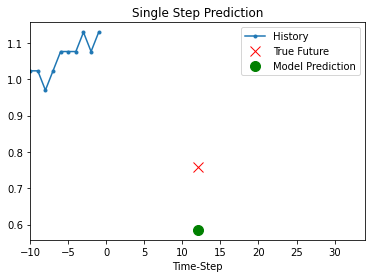 Single Step Prediction
History
True Future
Model Prediction
1.1
1.0
0.9
0.8
0.7
0.6
-10 -5 0 5 10 15 20 25 30
Time-Step